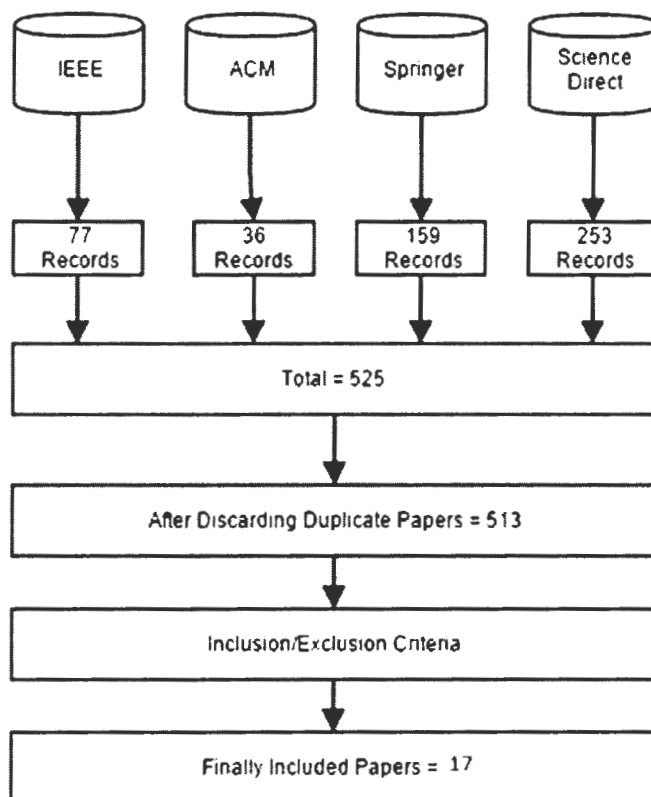 IEEE
ACM
Springer
Science
Direct
77
Records
36
Records
159
Records
253
Records
Total = 525
After Discarding Duplicate Papers = 513
Inclusion/Exclusion Criteria
Finally Included Papers = 17